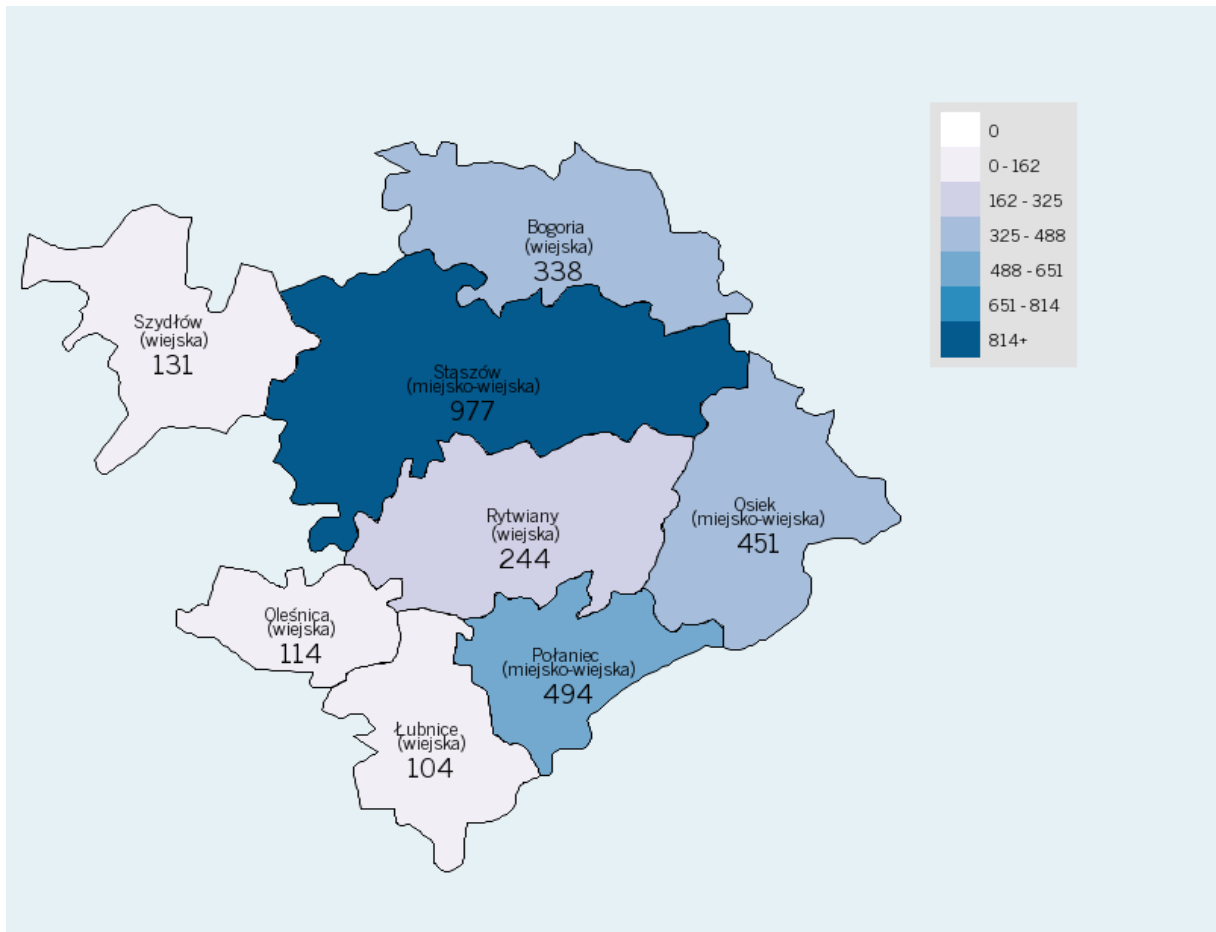 0
0 - 162
162 - 325
325 - 488
488 - 651
651 - 814
814+
Bogoria
(wiejska)
338
Szydłów
(wiejska)
131
Staszów
(miejsko-wiejska)
977
Osiek
(miejsko-wiejska)
451
Rytwiany
(wiejska)
244
Oleśnica
(wiejska)
114
Połaniec
(miejsko-wiejska)
494
Łubnice
(wiejska)
104